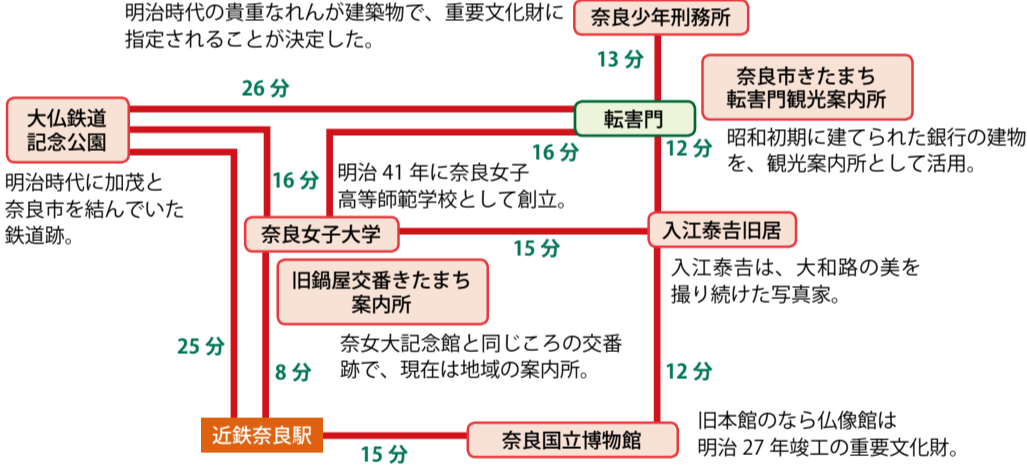 明治時代の貴重なれんが建築物で、重要文化財に
指定されることが決定した。
奈良少年刑務所
13 分
奈良市きたまち
転害門観光案内所
26 分
大仏鉄道
記念公園
転害門
昭和初期に建てられた銀行の建物
を、観光案内所として活用。
16 分
12 分
明治時代に加茂と
奈良市を結んでいた
鉄道跡。
16 分
明治 41 年に奈良女子
高等師範学校として創立。
奈良女子大学
15 分
入江泰𠮷旧居
入江泰𠮷は、大和路の美を
撮り続けた写真家。
旧鍋屋交番きたまち
案内所
奈女大記念館と同じころの交番
跡で、現在は地域の案内所。
25 分
8 分
12 分
近鉄奈良駅
15 分
奈良国立博物館
旧本館のなら仏像館は
明治 27 年竣工の重要文化財。